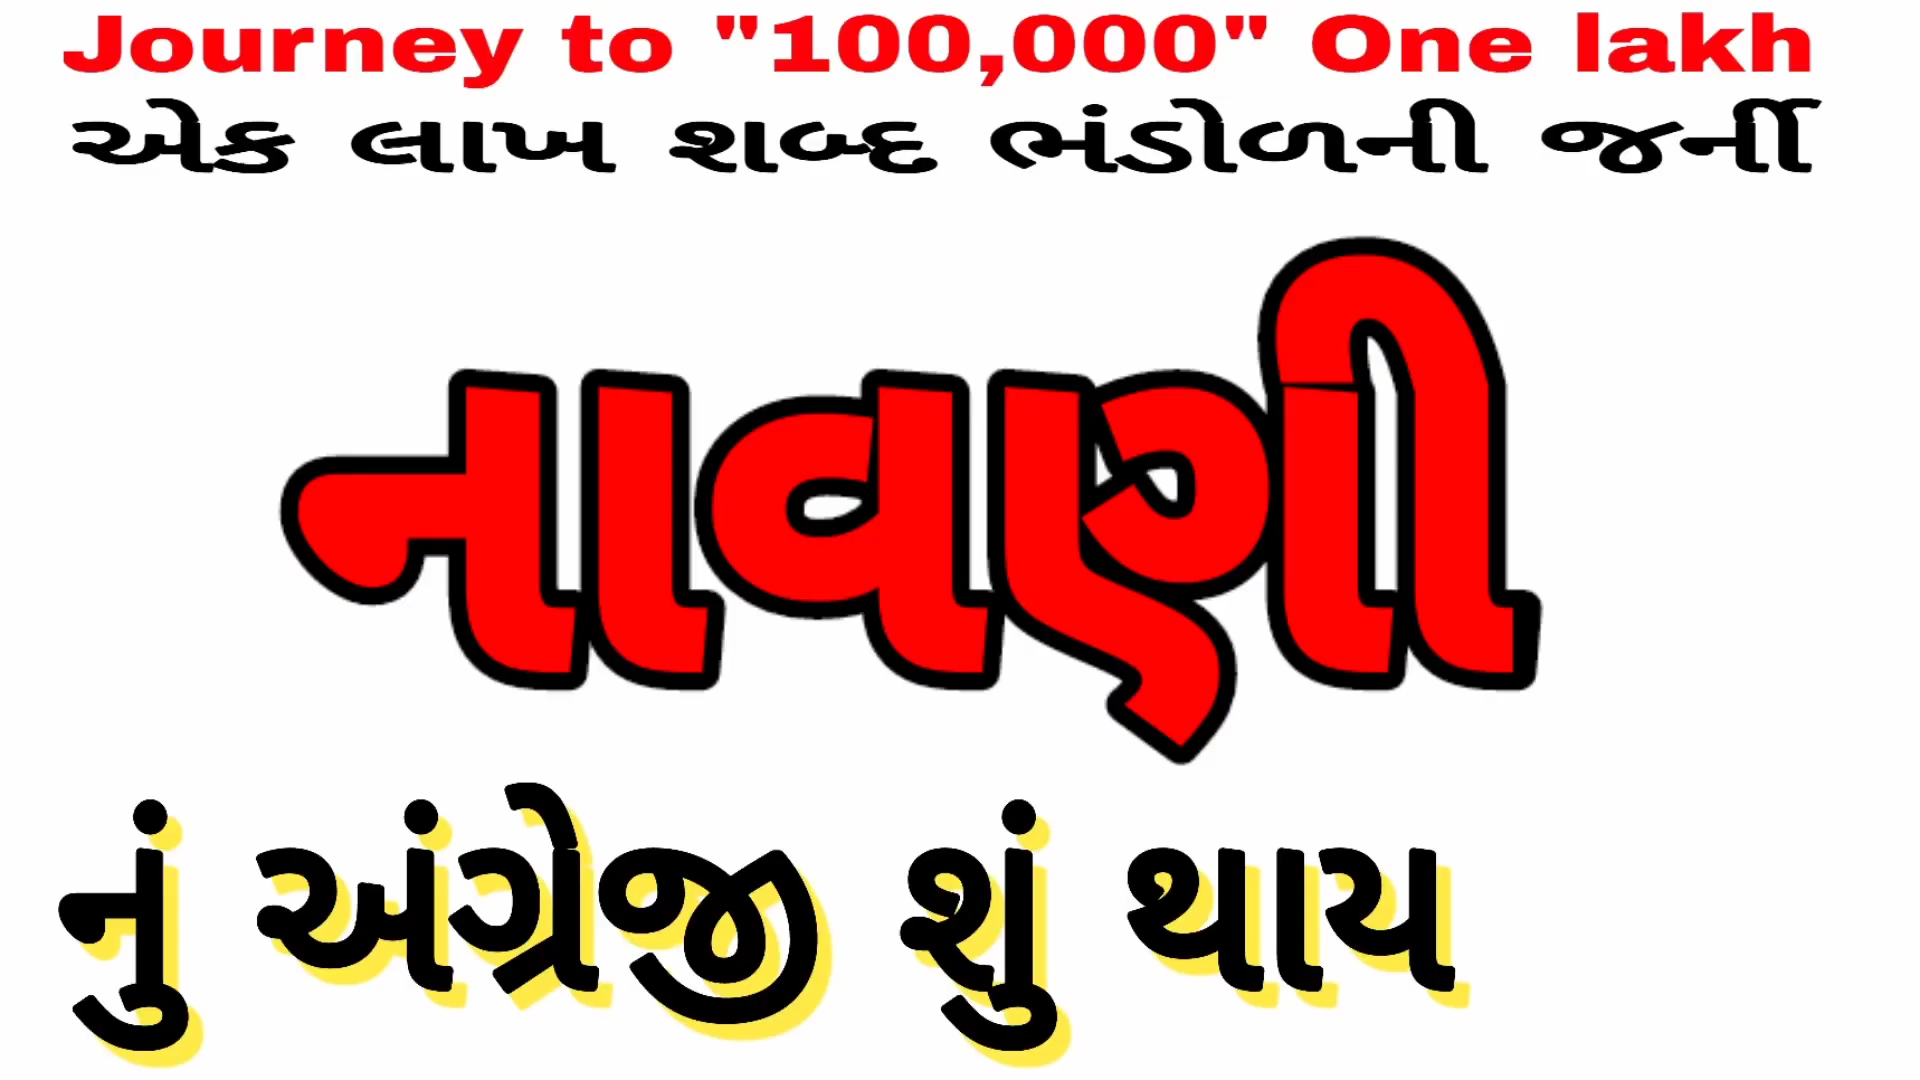 Journey to "100,000" One lakh
એક લાખ શબ્દ ભંડોળની જર્ની
નાવણી
નું અંગ્રેજી શું થાય